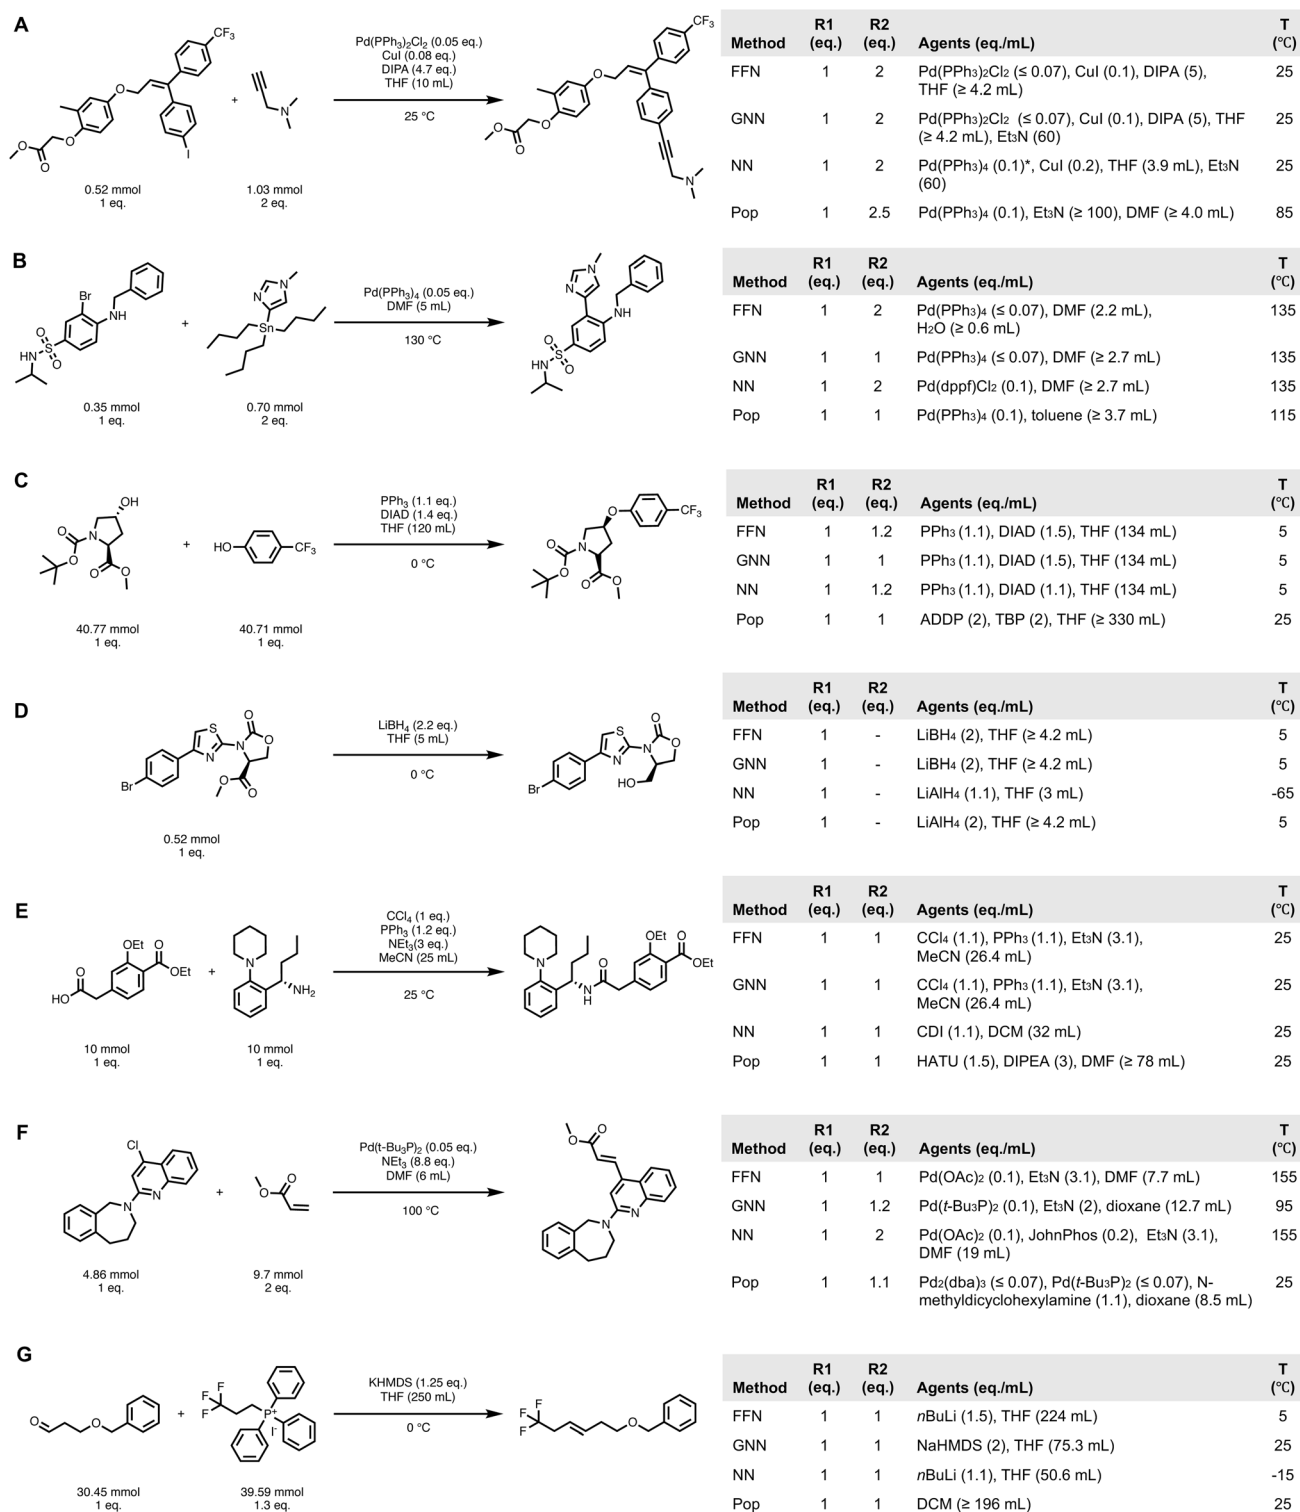 A
CF3
O
O
O
O
I
0.52 mmol
1 eq.
+
N
1.03 mmol
2 eq.
Pd(PPh3)2Cl2 (0.05 eq.)
CuI (0.08 eq.)
DIPA (4.7 eq.)
THF (10 mL)
25 °C
CF3
O
O
O
O
N
Method R1 (eq.) R2 (eq.) Agents (eq./mL) T (°C)
FFN 1 2 Pd(PPh3)2Cl2 (≤ 0.07), CuI (0.1), DIPA (5), 25
THF (≥ 4.2 mL)
GNN 1 2 Pd(PPh3)2Cl2 (≤ 0.07), CuI (0.1), DIPA (5), THF 25
(≥ 4.2 mL), Et3N (60)
NN 1 2 Pd(PPh3)4 (0.1)*, CuI (0.2), THF (3.9 mL), Et3N 25
(60)
Pop 1 2.5 Pd(PPh3)4 (0.1), Et3N (≥ 100), DMF (≥ 4.0 mL) 85
B
Br
NH
O
S
O
HN
0.35 mmol
1 eq.
+
N
N
Sn
0.70 mmol
2 eq.
Pd(PPh3)4 (0.05 eq.)
DMF (5 mL)
130 °C
N
N
NH
O
S
O
HN
Method R1 (eq.) R2 (eq.) Agents (eq./mL) T (°C)
FFN 1 2 Pd(PPh3)4 (≤ 0.07), DMF (2.2 mL), 135
H2O (≥ 0.6 mL)
GNN 1 1 Pd(PPh3)4 (≤ 0.07), DMF (≥ 2.7 mL) 135
NN 1 2 Pd(dppf)Cl2 (0.1), DMF (≥ 2.7 mL) 135
Pop 1 1 Pd(PPh3)4 (0.1), toluene (≥ 3.7 mL) 115
C
OH
O
N
O
O
O
40.77 mmol
1 eq.
+
HO
CF3
40.71 mmol
1 eq.
PPh3 (1.1 eq.)
DIAD (1.4 eq.)
THF (120 mL)
0 °C
O
CF3
O
N
O
O
O
Method R1 (eq.) R2 (eq.) Agents (eq./mL) T (°C)
FFN 1 1.2 PPh3 (1.1), DIAD (1.5), THF (134 mL) 5
GNN 1 1 PPh3 (1.1), DIAD (1.5), THF (134 mL) 5
NN 1 1.2 PPh3 (1.1), DIAD (1.1), THF (134 mL) 5
Pop 1 1 ADDP (2), TBP (2), THF (≥ 330 mL) 25
D
S
O
N
O
N
Br
O
O
0.52 mmol
1 eq.
LiBH4 (2.2 eq.)
THF (5 mL)
0 °C
S
O
N
O
N
Br
HO
Method R1 (eq.) R2 (eq.) Agents (eq./mL) T (°C)
FFN 1 - LiBH4 (2), THF (≥ 4.2 mL) 5
GNN 1 - LiBH4 (2), THF (≥ 4.2 mL) 5
NN 1 - LiAlH4 (1.1), THF (3 mL) -65
Pop 1 - LiAlH4 (2), THF (≥ 4.2 mL) 5
E
OEt
O
OEt
O
HO
10 mmol
1 eq.
+
N
NH2
10 mmol
1 eq.
CCl4 (1 eq.)
PPh3 (1.2 eq.)
NEt3(3 eq.)
MeCN (25 mL)
25 °C
N
N
H
O
OEt
O
OEt
Method R1 (eq.) R2 (eq.) Agents (eq./mL) T (°C)
FFN 1 1 CCl4 (1.1), PPh3 (1.1), Et3N (3.1), 25
MeCN (26.4 mL)
GNN 1 1 CCl4 (1.1), PPh3 (1.1), Et3N (3.1), 25
MeCN (26.4 mL)
NN 1 1 CDI (1.1), DCM (32 mL) 25
Pop 1 1 HATU (1.5), DIPEA (3), DMF (≥ 78 mL) 25
F
Cl
N
N
4.86 mmol
1 eq.
+
O
O
9.7 mmol
2 eq.
Pd(t-Bu3P)2 (0.05 eq.)
NEt3 (8.8 eq.)
DMF (6 mL)
100 °C
O
O
N
N
Method R1 (eq.) R2 (eq.) Agents (eq./mL) T (°C)
FFN 1 1 Pd(OAc)2 (0.1), Et3N (3.1), DMF (7.7 mL) 155
GNN 1 1.2 Pd(t-Bu3P)2 (0.1), Et3N (2), dioxane (12.7 mL) 95
NN 1 2 Pd(OAc)2 (0.1), JohnPhos (0.2), Et3N (3.1), 155
DMF (19 mL)
Pop 1 1.1 Pd2(dba)3 (≤ 0.07), Pd(t-Bu3P)2 (≤ 0.07), N- 25
methyldicyclohexylamine (1.1), dioxane (8.5 mL)
G
O
O
30.45 mmol
1 eq.
+
F
F
F
P+
I-
39.59 mmol
1.3 eq.
KHMDS (1.25 eq.)
THF (250 mL)
0 °C
F
F
F
O
Method R1 (eq.) R2 (eq.) Agents (eq./mL) T (°C)
FFN 1 1 nBuLi (1.5), THF (224 mL) 5
GNN 1 1 NaHMDS (2), THF (75.3 mL) 25
NN 1 1 nBuLi (1.1), THF (50.6 mL) -15
Pop 1 1 DCM (≥ 196 mL) 25